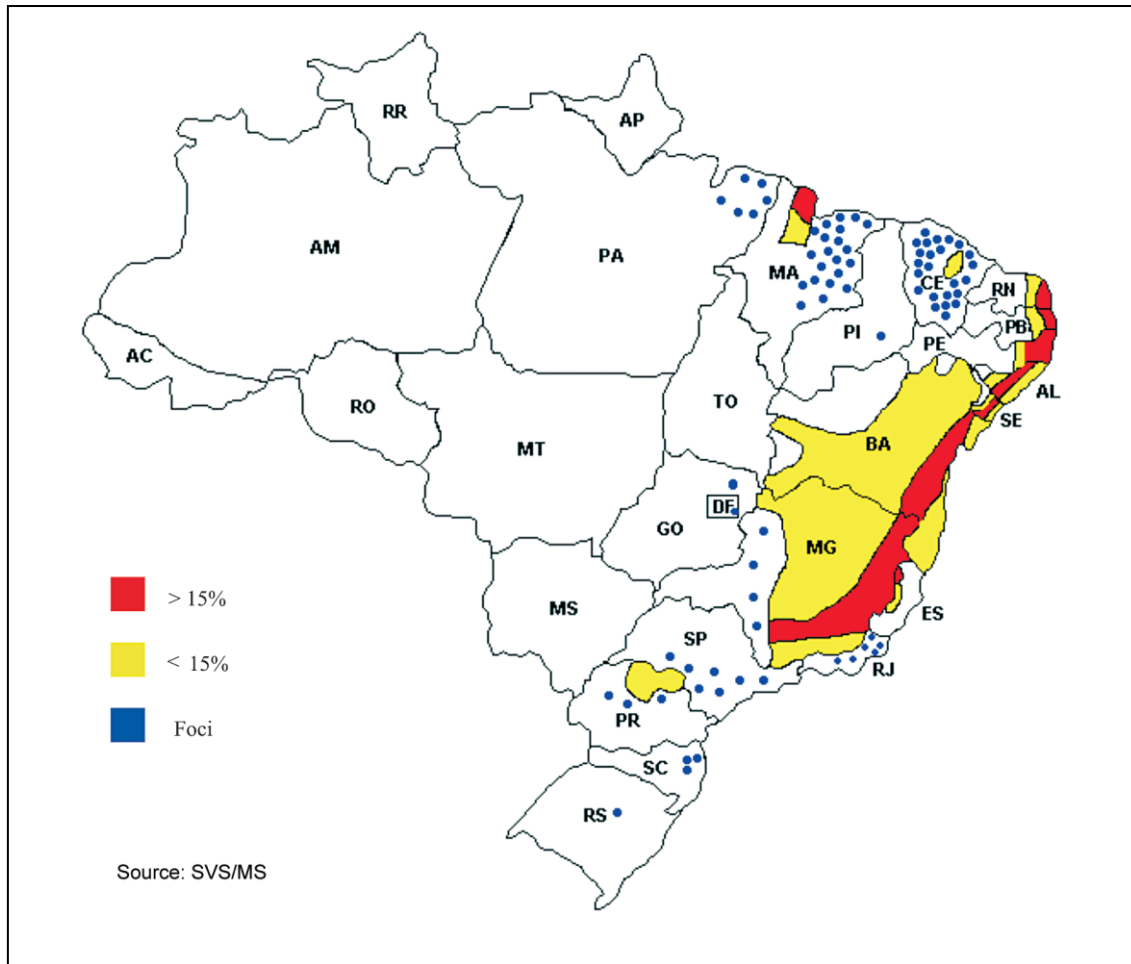 RR
AP
AM
PA
MA
CE
RN
PI
PB
PE
AC
TO
AL
RO
SE
BA
MT
DF
GO
MG
> 15%
MS
ES
SP
< 15%
RJ
PR
Foci
SC
RS
Source: SVS/MS